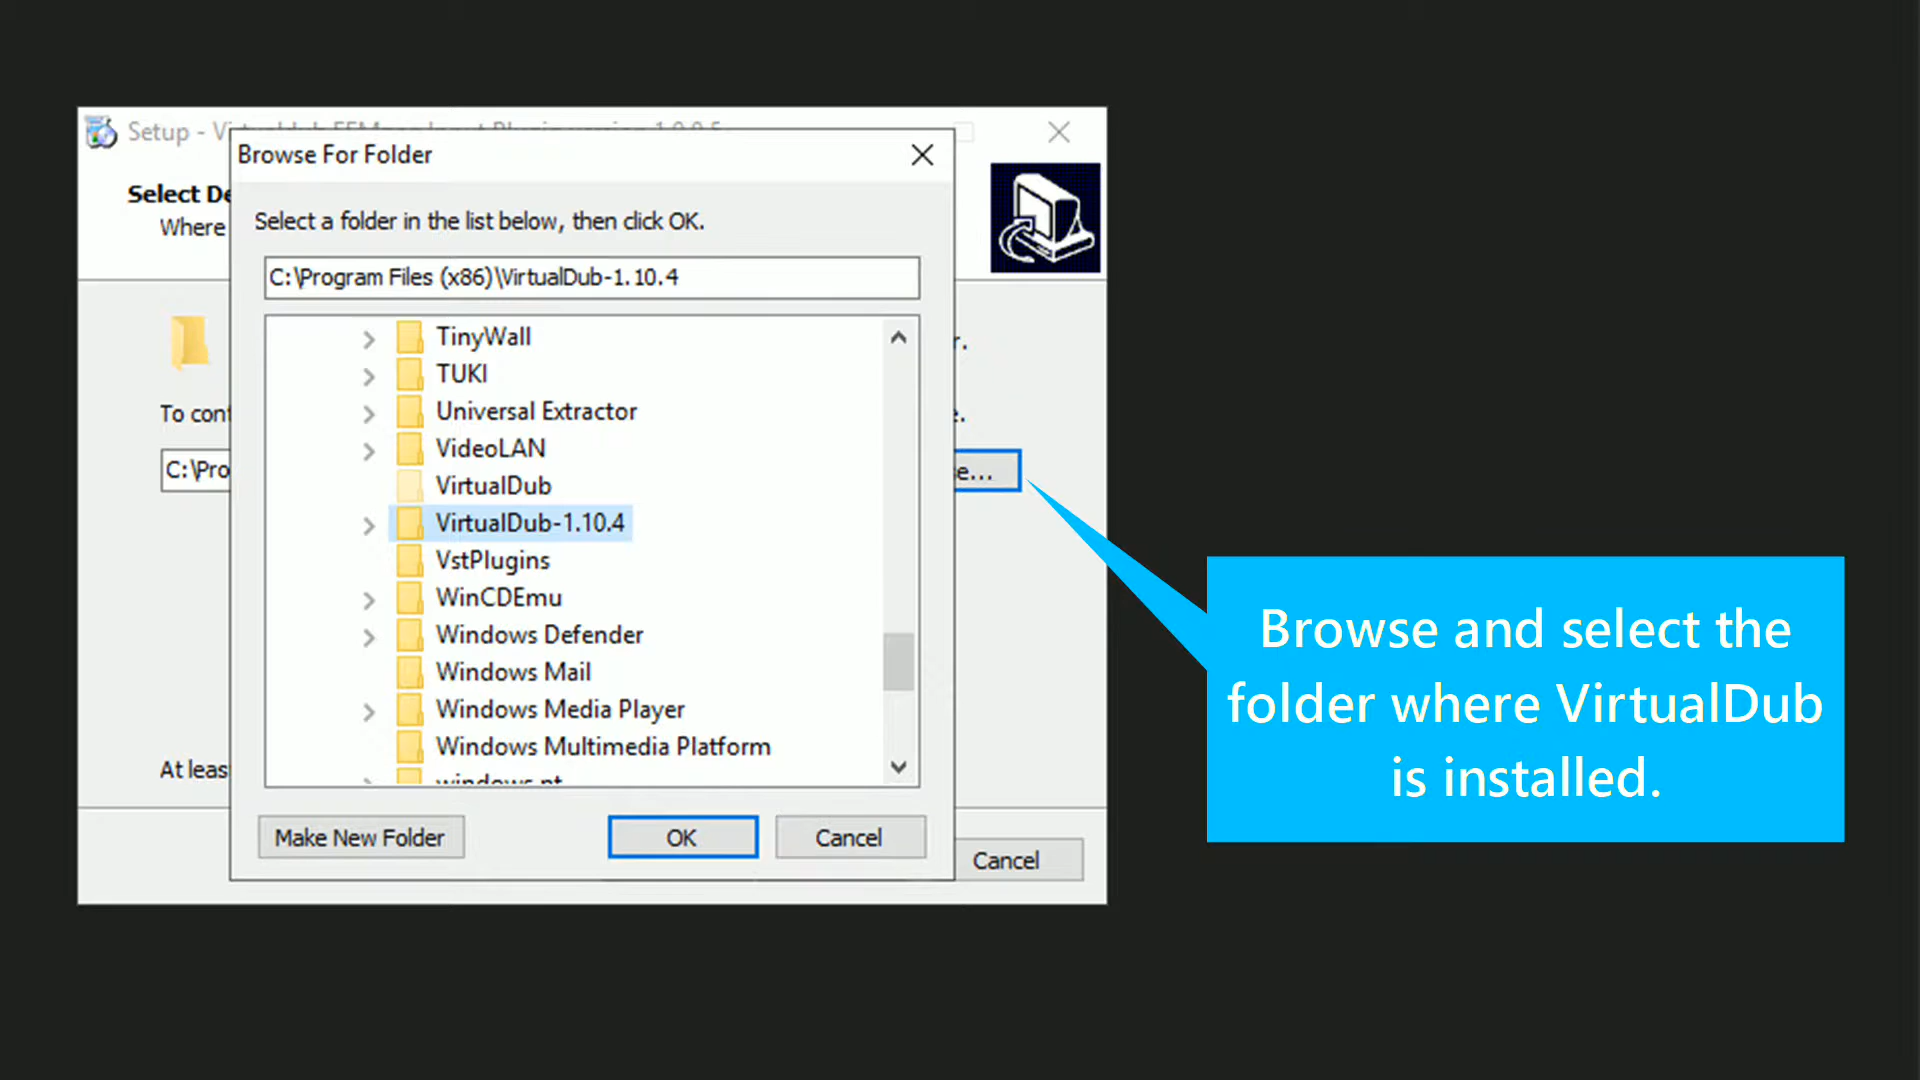 Setup -
Browse For Folder
Select
Where
Select a folder in the list below, then click OK.
C:\Program Files (x86)\VirtualDub-1.10.4
TinyWall
TUKI
Universal Extractor
VideoLAN
To
C:\Pro
e...
VirtualDub
VirtualDub-1.10.4
VstPlugins
WinCDEmu
Windows Defender
Windows Mail
Windows Media Player
Windows Multimedia Platform
At leas
Make New Folder
OK
Cancel
Cancel
Browse and select the
folder where VirtualDub
is installed.